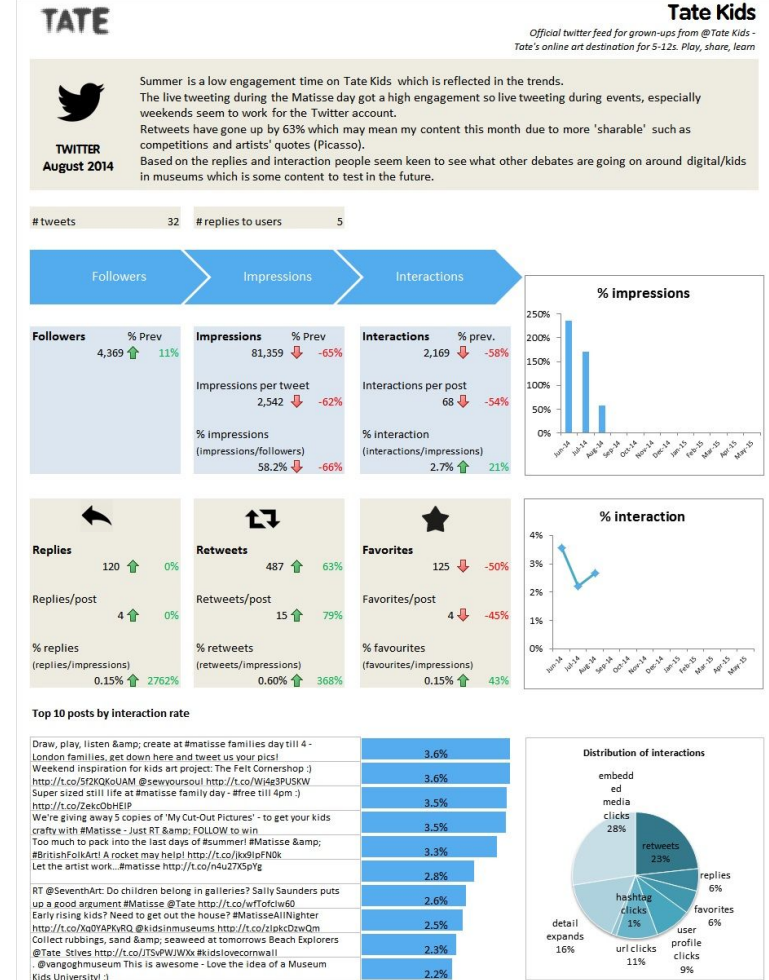 TATE
Tate Kids
Official twitter feed for grown-ups from @Tate Kids -
Tate's online art destination for 5-12s. Play, share, learn
TWITTER
August 2014
Summer is a low engagement time on Tate Kids which is reflected in the trends.
The live tweeting during the Matisse day got a high engagement so live tweeting during events, especially
weekends seem to work for the Twitter account.
Retweets have gone up by 63% which may mean my content this month due to more 'sharable' such as
competitions and artists' quotes (Picasso).
Based on the replies and interaction people seem keen to see what other debates are going on around digital/kids
in museums which is some content to test in the future.
# tweets 32 # replies to users 5
Followers
Impressions
Interactions
Followers % Prev
4,369 11%
Impressions % Prev
81,359 -65%
Impressions per tweet
2,542 -62%
% impressions
(impressions/followers)
58.2% -66%
Interactions % prev.
2,169 -58%
Interactions per post
68 -54%
% interaction
(interactions/impressions)
2.7% 21%
% impressions
250%
200%
150%
100%
50%
0%
Jun-14 Jul-14 Aug-14 Sep-14 Oct-14 Nov-14 Dec-14 Jan-15 Feb-15 Mar-15 Apr-15 May-15
Replies
120 0%
Replies/post
4 0%
% replies
(replies/impressions)
0.15% 2762%
Retweets
487 63%
Retweets/post
15 79%
% retweets
(retweets/impressions)
0.60% 368%
Favorites
125 -50%
Favorites/post
4 -45%
% favourites
(favourites/impressions)
0.15% 43%
% interaction
4%
3%
2%
1%
0%
Jun-14 Jul-14 Aug-14 Sep-14 Oct-14 Nov-14 Dec-14 Jan-15 Feb-15 Mar-15 Apr-15 May-15
Top 10 posts by interaction rate
Draw, play, listen &amp; create at #matisse families day till 4 -
London families, get down here and tweet us your pics!
3.6%
Weekend inspiration for kids art project: The Felt Cornershop :)
http://t.co/5f2KQKoUAM @sewyoursoul http://t.co/Wj4g3PUSKW
3.6%
Super sized still life at #matisse family day - #free till 4pm :)
http://t.co/ZekcObHEIP
3.5%
We're giving away 5 copies of 'My Cut-Out Pictures' - to get your kids
crafty with #Matisse - Just RT &amp; FOLLOW to win
3.5%
Too much to pack into the last days of #summer! #Matisse &amp;
#BritishFolkArt! A rocket may help! http://t.co/jkx9IpFN0k
3.3%
Let the artist work...#matisse http://t.co/n4u27X5pYg
2.8%
RT @SeventhArt: Do children belong in galleries? Sally Saunders puts
up a good argument #Matisse @Tate http://t.co/wfTofclw60
2.6%
Early rising kids? Need to get out the house? #MatisseAllNighter
http://t.co/Xq0YAPKyRQ @kidsinmuseums http://t.co/zIpkcDzwQm
2.5%
Collect rubbings, sand &amp; seaweed at tomorrows Beach Explorers
@Tate_StIves http://t.co/JTSvPWJWXx #kidslovecornwall
2.3%
. @vangoghmuseum This is awesome - Love the idea of a Museum
Kids University! :)
2.2%
Distribution of interactions
embedd
ed
media
clicks
28%
retweets
23%
replies
6%
favorites
6%
user
profile
clicks
9%
url clicks
11%
hashtag
clicks
1%
detail
expands
16%